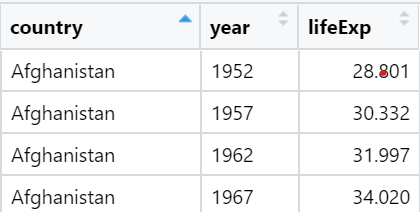 country year lifeExp
Afghanistan 1952 28.801
Afghanistan 1957 30.332
Afghanistan 1962 31.997
Afghanistan 1967 34.020